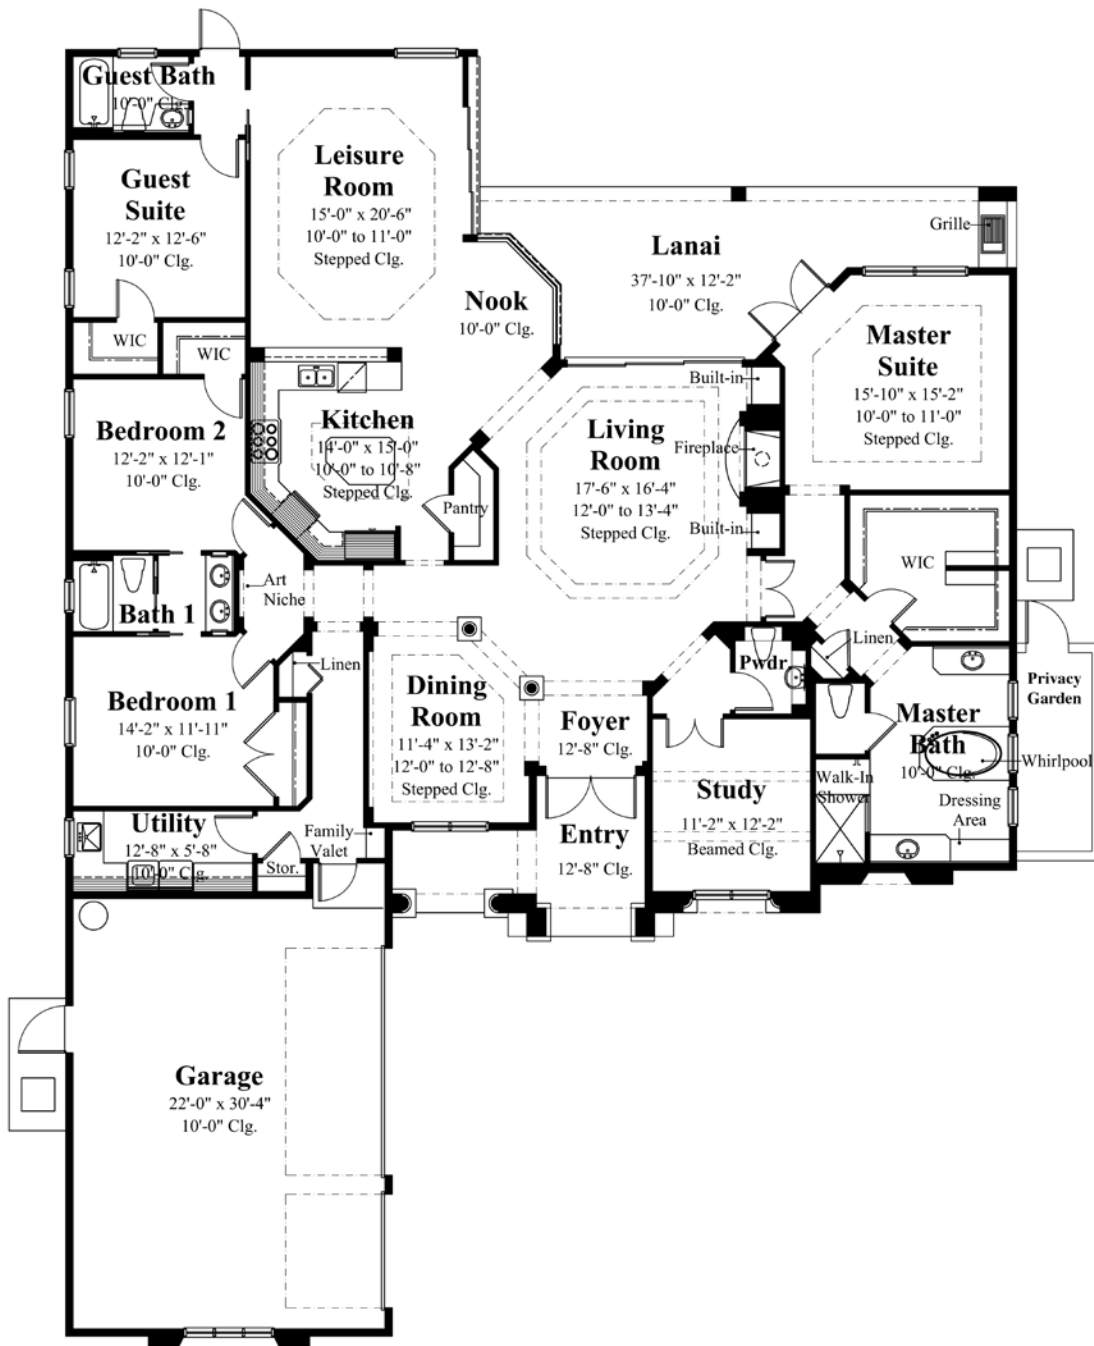 Guest Bath
10'-0" Clg.
Leisure
Room
15'-0" x 20'-6"
10'-0" to 11'-0"
Stepped Clg.
Guest
Suite
12'-2" x 12'-6"
10'-0" Clg.
WIC
WIC
Nook
10'-0" Clg.
Lanai
37'-10" x 12'-2"
10'-0" Clg.
Grille
Master
Suite
15'-10" x 15'-2"
10'-0" to 11'-0"
Stepped Clg.
Built-in
Fireplace
Built-in
Living
Room
17'-6" x 16'-4"
12'-0" to 13'-4"
Stepped Clg.
Kitchen
14'-0" x 15'-0"
10'-0" to 10'-8"
Stepped Clg.
Pantry
Bedroom 2
12'-2" x 12'-1"
10'-0" Clg.
Art
Niche
Bath 1
WIC
Linen
Linen
Pwdr.
Bedroom 1
14'-2" x 11'-11"
10'-0" Clg.
Dining
Room
11'-4" x 13'-2"
12'-0" to 12'-8"
Stepped Clg.
Foyer
12'-8" Clg.
Privacy
Garden
Master
Bath
10'-0" Clg.
Whirlpool
Walk-In
Shower
Dressing
Area
Study
11'-2" x 12'-2"
Beamed Clg.
Entry
12'-8" Clg.
Utility
12'-8" x 5'-8"
10'-0" Clg.
Stor.
Family
Valet
Garage
22'-0" x 30'-4"
10'-0" Clg.